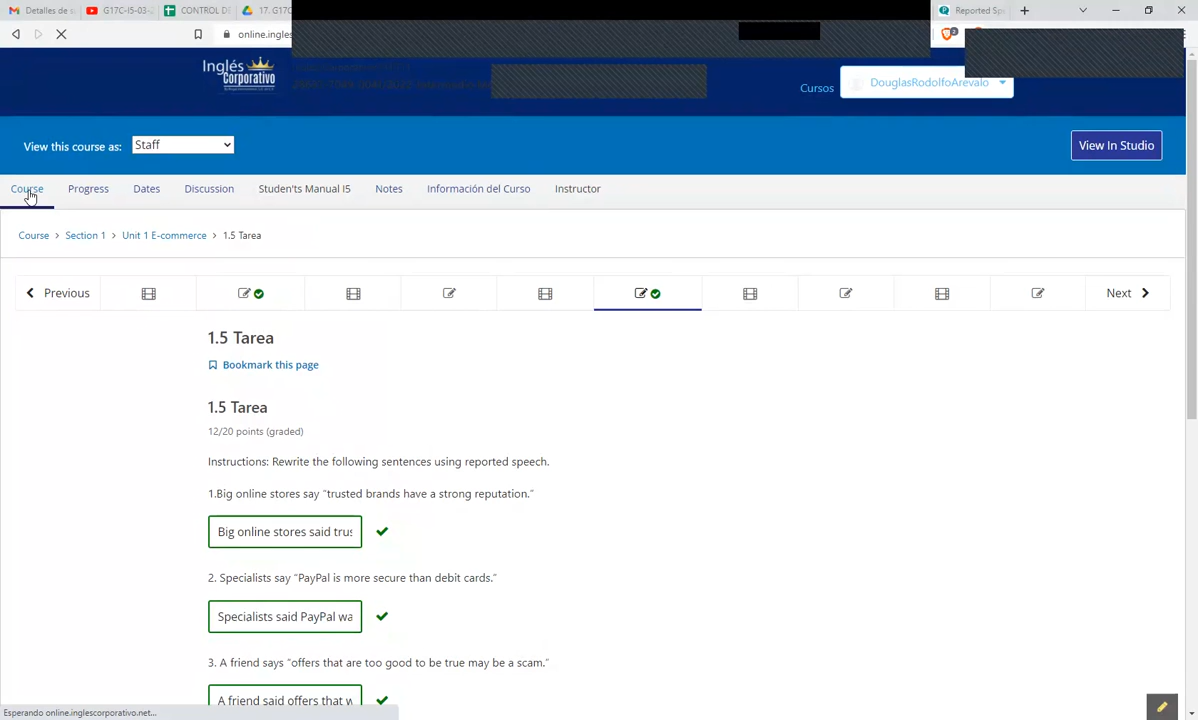 Detalles de s
G17C-I5-03-
CONTROL DE
17. G17C
Reported Sp
online.ingles
2
Inglés
Corporativo
Cursos
DouglasRodolfoArevalo
View this course as:
Staff
View In Studio
Course
Progress
Dates
Discussion
Studen'ts Manual I5
Notes
Información del Curso
Instructor
Course > Section 1 > Unit 1 E-commerce > 1.5 Tarea
Previous
Next
1.5 Tarea
Bookmark this page
1.5 Tarea
12/20 points (graded)
Instructions: Rewrite the following sentences using reported speech.
1.Big online stores say “trusted brands have a strong reputation.”
Big online stores said trus
2. Specialists say “PayPal is more secure than debit cards.”
Specialists said PayPal wa
3. A friend says “offers that are too good to be true may be a scam.”
A friend said offers that w
Esperando online.inglescorporativo.net...